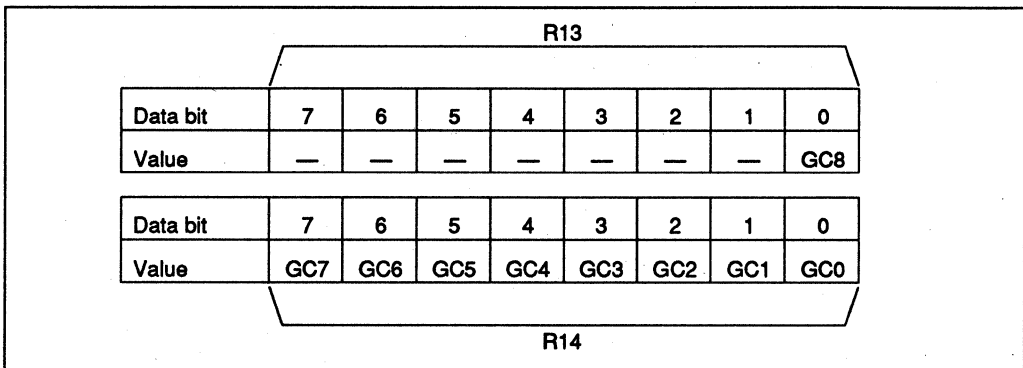 R13
Data bit 7 6 5 4 3 2 1 0
Value — — — — — — — GC8
Data bit 7 6 5 4 3 2 1 0
Value GC7 GC6 GC5 GC4 GC3 GC2 GC1 GC0
R14